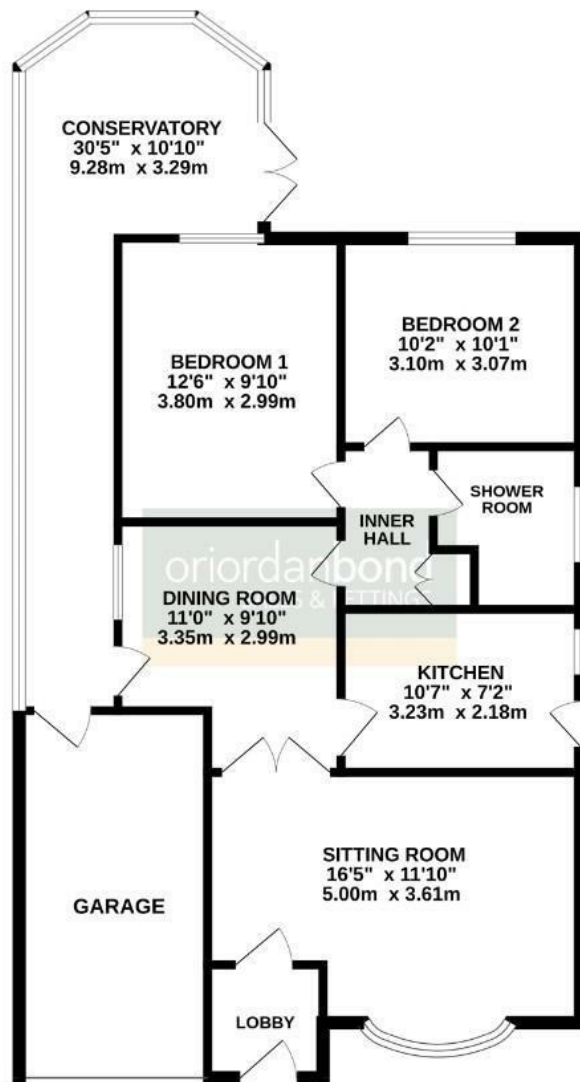 CONSERVATORY
30'5" x 10'10"
9.28m x 3.29m
BEDROOM 1
12'6" x 9'10"
3.80m x 2.99m
BEDROOM 2
10'2" x 10'1"
3.10m x 3.07m
SHOWER
ROOM
INNER
HALL
oriordanbond
& LETTINGS
DINING ROOM
11'0" x 9'10"
3.35m x 2.99m
KITCHEN
10'7" x 7'2"
3.23m x 2.18m
SITTING ROOM
16'5" x 11'10"
5.00m x 3.61m
GARAGE
LOBBY